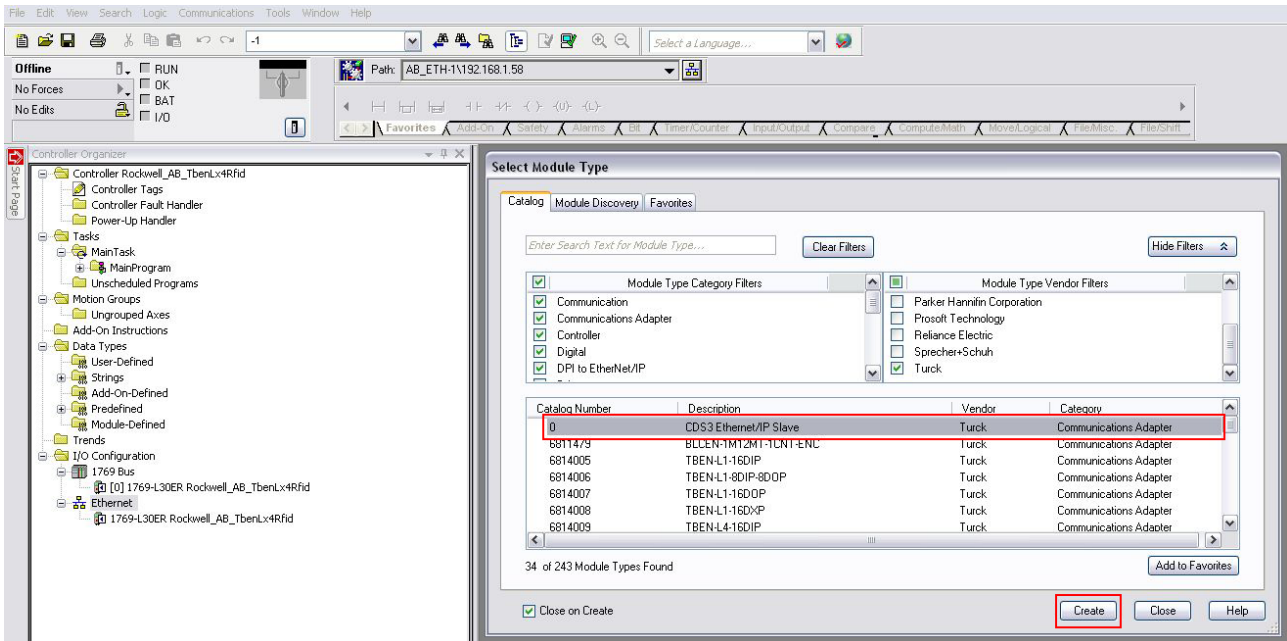 File Edit View Search Logic Communications Tools Window Help
-1
Select a Language...
Offline
RUN
No Forces
OK
BAT
No Edits
I/O
Path: AB_ETH-1\192.168.1.58
Favorites Add-On Safety Alarms Bit Timer/Counter Input/Output Compare Compute/Math Move/Logical File/Misc. File/Shift
Start Page
Controller Organizer
Controller Rockwell_AB_TbenLx4Rfid
Controller Tags
Controller Fault Handler
Power-Up Handler
Tasks
MainTask
MainProgram
Unscheduled Programs
Motion Groups
Ungrouped Axes
Add-On Instructions
Data Types
User-Defined
Strings
Add-On-Defined
Predefined
Module-Defined
Trends
I/O Configuration
1769 Bus
[0] 1769-L30ER Rockwell_AB_TbenLx4Rfid
Ethernet
1769-L30ER Rockwell_AB_TbenLx4Rfid
Select Module Type
Catalog Module Discovery Favorites
Enter Search Text for Module Type... Clear Filters Hide Filters
Module Type Category Filters
Communication
Communications Adapter
Controller
Digital
DPI to EtherNet/IP
Module Type Vendor Filters
Parker Hannifin Corporation
Prosoft Technology
Reliance Electric
Sprecher+Schuh
Turck
Catalog Number Description Vendor Category
0 CDS3 Ethernet/IP Slave Turck Communications Adapter
6811479 BLCEN-1M12MT-1CNT-ENC Turck Communications Adapter
6814005 TBEN-L1-16DIP Turck Communications Adapter
6814006 TBEN-L1-8DIP-8DOP Turck Communications Adapter
6814007 TBEN-L1-16DOP Turck Communications Adapter
6814008 TBEN-L1-16DXP Turck Communications Adapter
6814009 TBEN-L4-16DIP Turck Communications Adapter
34 of 243 Module Types Found
Add to Favorites
Close on Create
Create Close Help